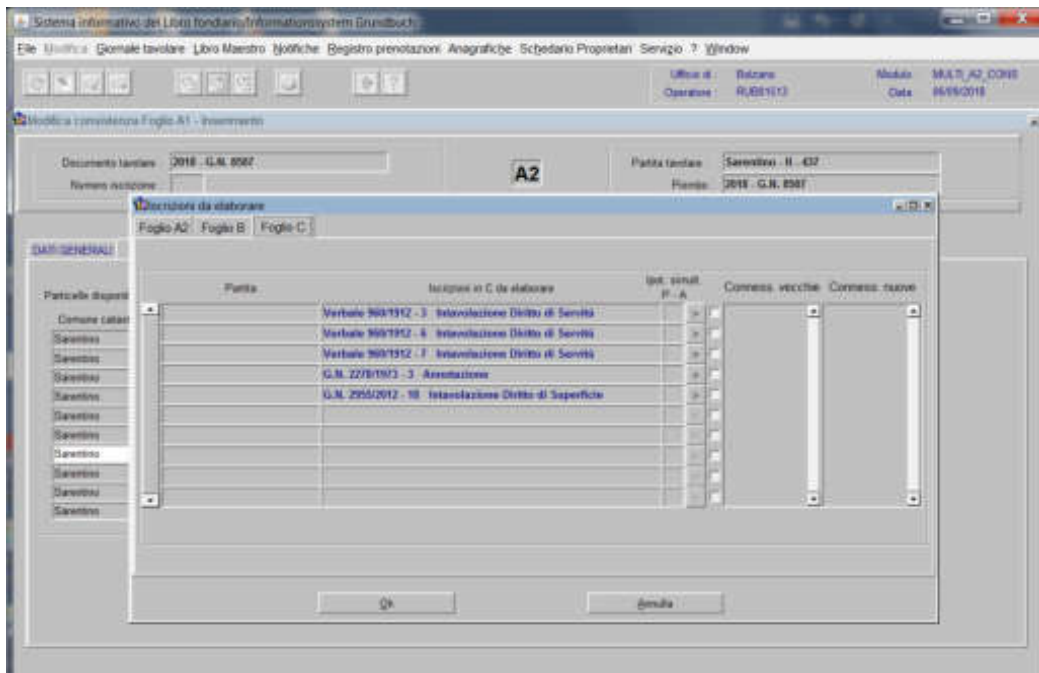 Sistema informativo del Libro fondiario/Informationssystem Grundbuch
File Modifica Giornale tavolare Libro Maestro Notifiche Registro prenotazioni Anagrafiche Schedario Proprietari Servizio ? Window
Ufficio di : Bolzano Modulo MULTI_A2_CONS
Operatore : Data
Modifica consistenza Foglio A1 - Inserimento
Documento tavolare 2018 - G.N. 8507 A2 Partita tavolare Sarentino - II - 437
Numero iscrizione Piombo 2018 - G.N. 8507
Iscrizioni da elaborare
Foglio A2 Foglio B Foglio C
DATI GENERALI
Particelle disponi
Comune catast
Partita Iscrizioni in C da elaborare Ipot. simult. P - A Conness. vecchie Conness. nuove
Verbale 960/1912 - 3 Intavolazione Diritto di Servitù
Verbale 960/1912 - 6 Intavolazione Diritto di Servitù
Verbale 960/1912 - 7 Intavolazione Diritto di Servitù
G.N. 2270/1973 - 3 Annotazione
G.N. 2955/2012 - 10 Intavolazione Diritto di Superficie
Sarentino
Sarentino
Sarentino
Sarentino
Sarentino
Sarentino
Sarentino
Sarentino
Sarentino
Sarentino
Ok Annulla